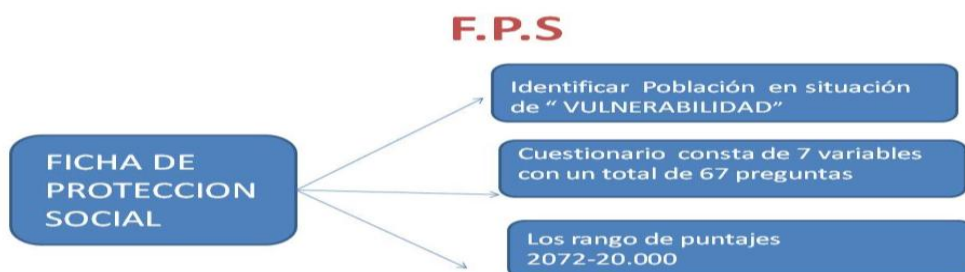 F.P.S
Identificar Población en situación
de “ VULNERABILIDAD”
FICHA DE
PROTECCION
SOCIAL
Cuestionario consta de 7 variables
con un total de 67 preguntas
Los rango de puntajes
2072-20.000